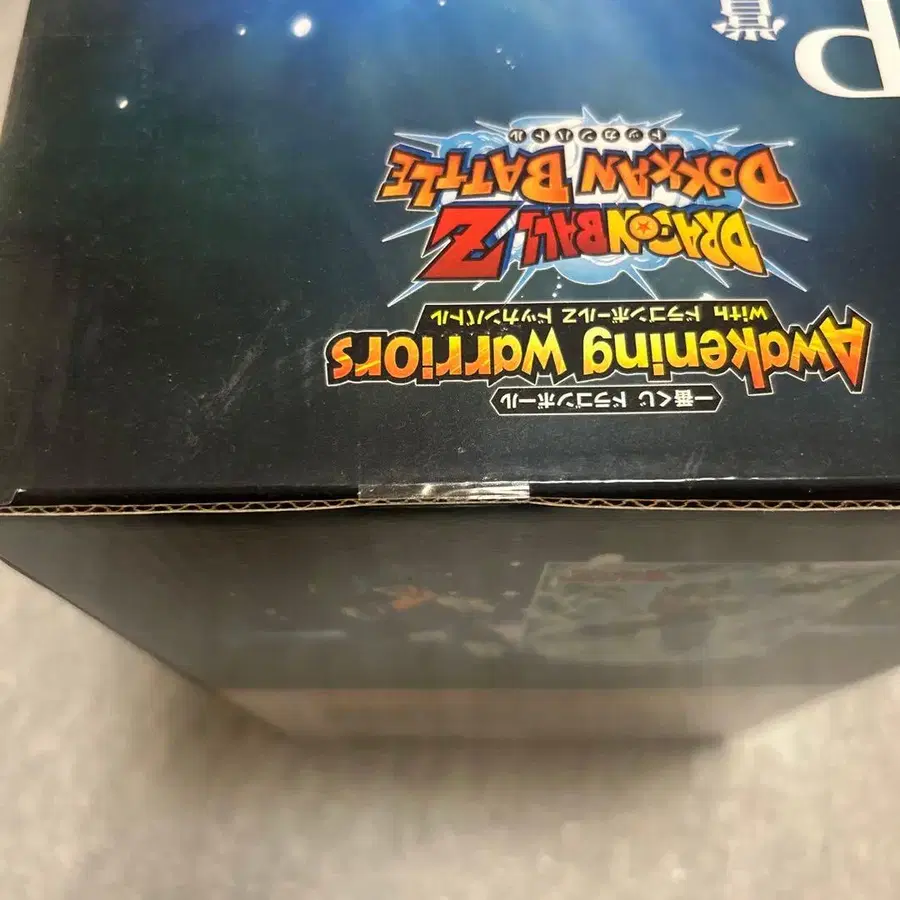 一番くじ ドラゴンボール
Awakening Warriors
with ドラゴンボールZ ドッカンバトル
DRAGON BALL Z
DOKKAN BATTLE
ドッカンバトル
賞